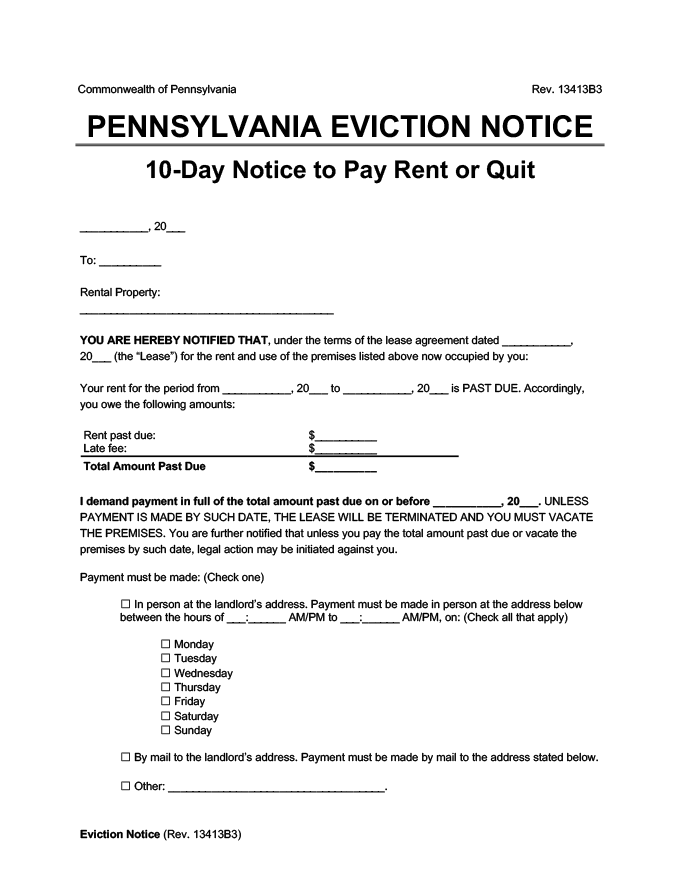 Commonwealth of Pennsylvania Rev. 13413B3
PENNSYLVANIA EVICTION NOTICE
10-Day Notice to Pay Rent or Quit
___________, 20___
To: __________
Rental Property:
_________________________________________
YOU ARE HEREBY NOTIFIED THAT, under the terms of the lease agreement dated ___________,
20___ (the “Lease”) for the rent and use of the premises listed above now occupied by you:
Your rent for the period from ___________, 20___ to ___________, 20___ is PAST DUE. Accordingly,
you owe the following amounts:
Rent past due: $__________
Late fee: $__________
Total Amount Past Due $__________
I demand payment in full of the total amount past due on or before ___________, 20___. UNLESS
PAYMENT IS MADE BY SUCH DATE, THE LEASE WILL BE TERMINATED AND YOU MUST VACATE
THE PREMISES. You are further notified that unless you pay the total amount past due or vacate the
premises by such date, legal action may be initiated against you.
Payment must be made: (Check one)
☐ In person at the landlord’s address. Payment must be made in person at the address below
between the hours of ___:______ AM/PM to ___:______ AM/PM, on: (Check all that apply)
☐ Monday
☐ Tuesday
☐ Wednesday
☐ Thursday
☐ Friday
☐ Saturday
☐ Sunday
☐ By mail to the landlord’s address. Payment must be made by mail to the address stated below.
☐ Other: ___________________________________.
Eviction Notice (Rev. 13413B3)